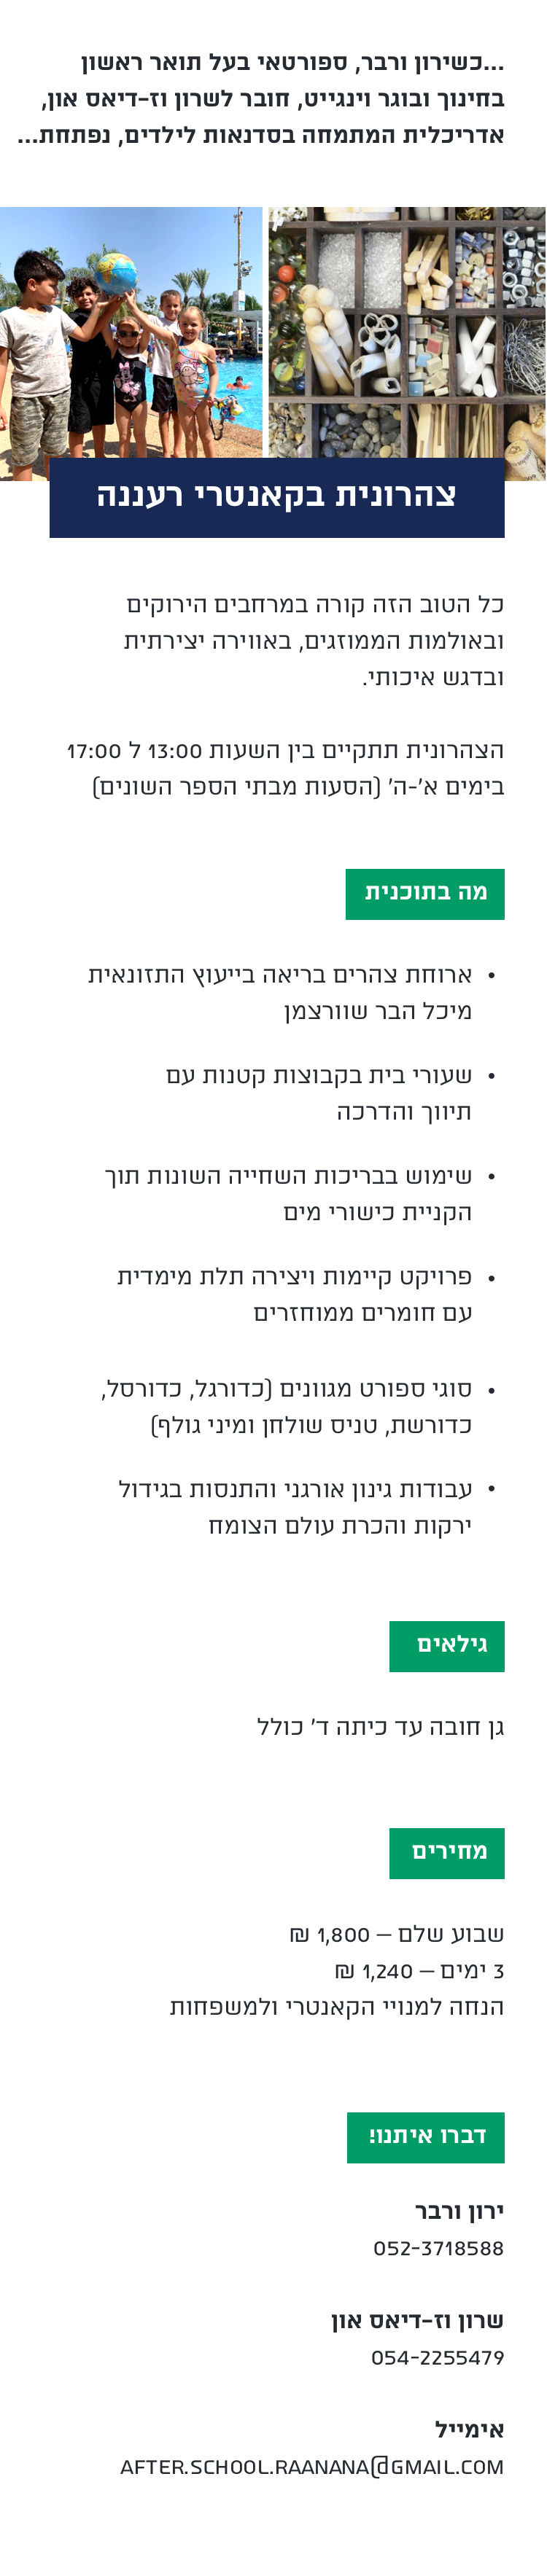 ...כשירון ורבר, ספורטאי בעל תואר ראשון
בחינוך ובוגר וינגייט, חובר לשרון וז-דיאס און,
אדריכלית המתמחה בסדנאות לילדים, נפתחת...
צהרונית בקאנטרי רעננה
כל הטוב הזה קורה במרחבים הירוקים
ובאולמות הממוזגים, באווירה יצירתית
ובדגש איכותי.
הצהרונית תתקיים בין השעות 13:00 ל 17:00
בימים א'-ה' (הסעות מבתי הספר השונים)
מה בתוכנית
• ארוחת צהרים בריאה בייעוץ התזונאית
מיכל הבר שוורצמן
• שעורי בית בקבוצות קטנות עם
תיווך והדרכה
• שימוש בבריכות השחייה השונות תוך
הקניית כישורי מים
• פרויקט קיימות ויצירה תלת מימדית
עם חומרים ממוחזרים
• סוגי ספורט מגוונים (כדורגל, כדורסל,
כדורשת, טניס שולחן ומיני גולף)
• עבודות גינון אורגני והתנסות בגידול
ירקות והכרת עולם הצומח
גילאים
גן חובה עד כיתה ד' כולל
מחירים
שבוע שלם – 1,800 ₪
3 ימים – 1,240 ₪
הנחה למנויי הקאנטרי ולמשפחות
דברו איתנו!
ירון ורבר
052-3718588
שרון וז-דיאס און
054-2255479
אימייל
AFTER.SCHOOL.RAANANA@GMAIL.COM